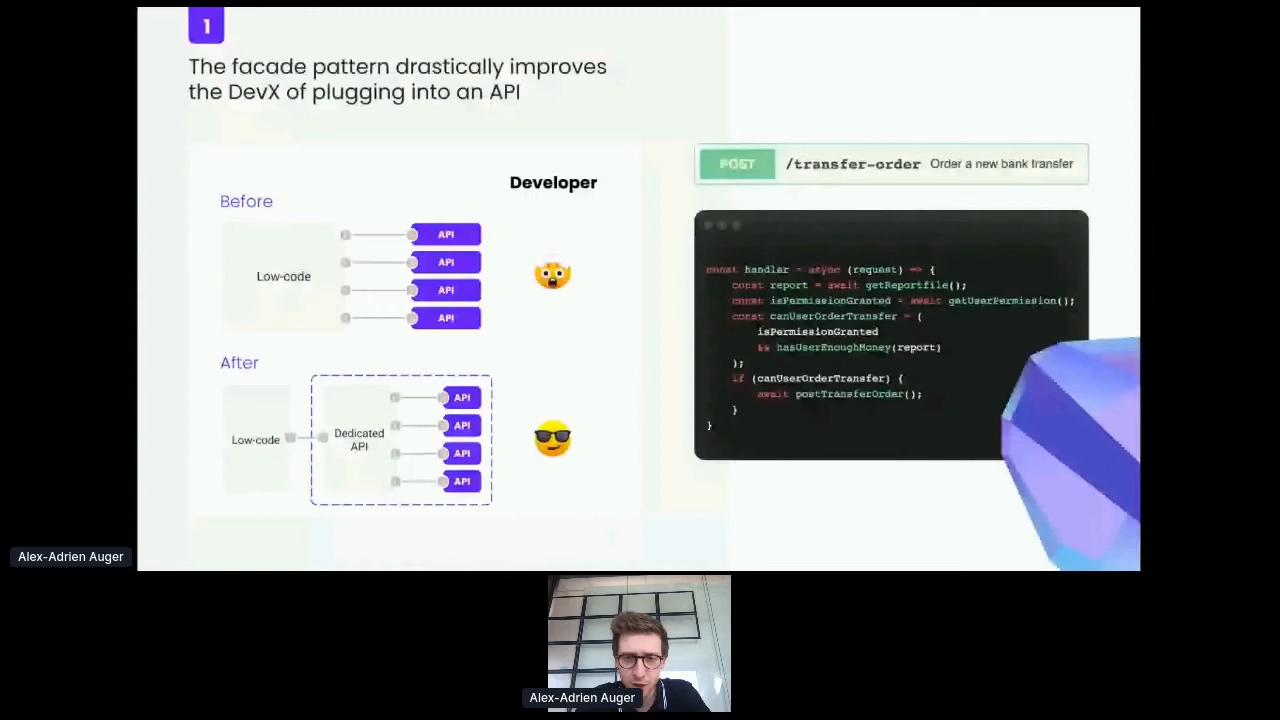 1
The facade pattern drastically improves
the DevX of plugging into an API
Developer
Before
Low-code
API
API
API
API
After
Low-code
Dedicated
API
API
API
API
API
POST /transfer-order Order a new bank transfer
const handler = async (request) => {
const report = await getReportfile();
const isPermissionGranted = await getUserPermission();
const canUserOrderTransfer = (
isPermissionGranted
&& hasUserEnoughMoney(report)
);
if (canUserOrderTransfer) {
await postTransferOrder();
}
}
Alex-Adrien Auger
Alex-Adrien Auger